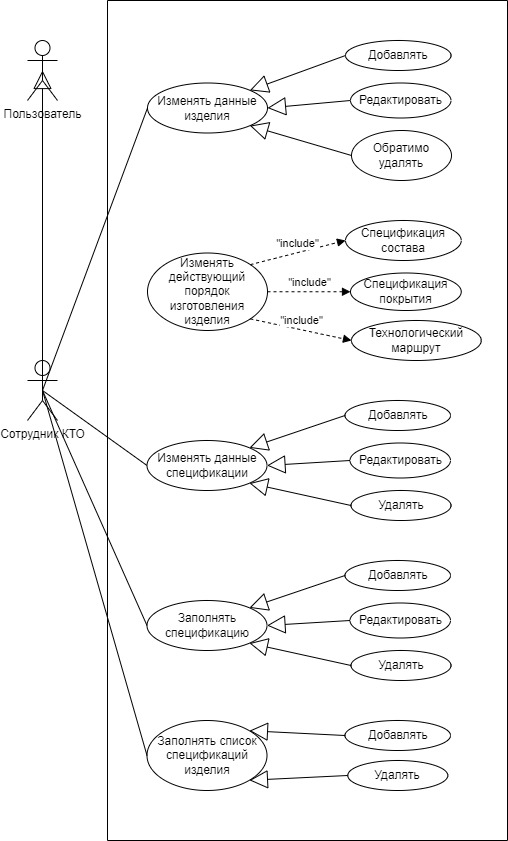 Пользователь
Сотрудник КТО
Изменять данные
изделия
Добавлять
Редактировать
Обратимо
удалять
Изменять
действующий
порядок
изготовления
изделия
"include"
"include"
"include"
Спецификация
состава
Спецификация
покрытия
Технологический
маршрут
Изменять данные
спецификации
Добавлять
Редактировать
Удалять
Заполнять
спецификацию
Добавлять
Редактировать
Удалять
Заполнять список
спецификаций
изделия
Добавлять
Удалять